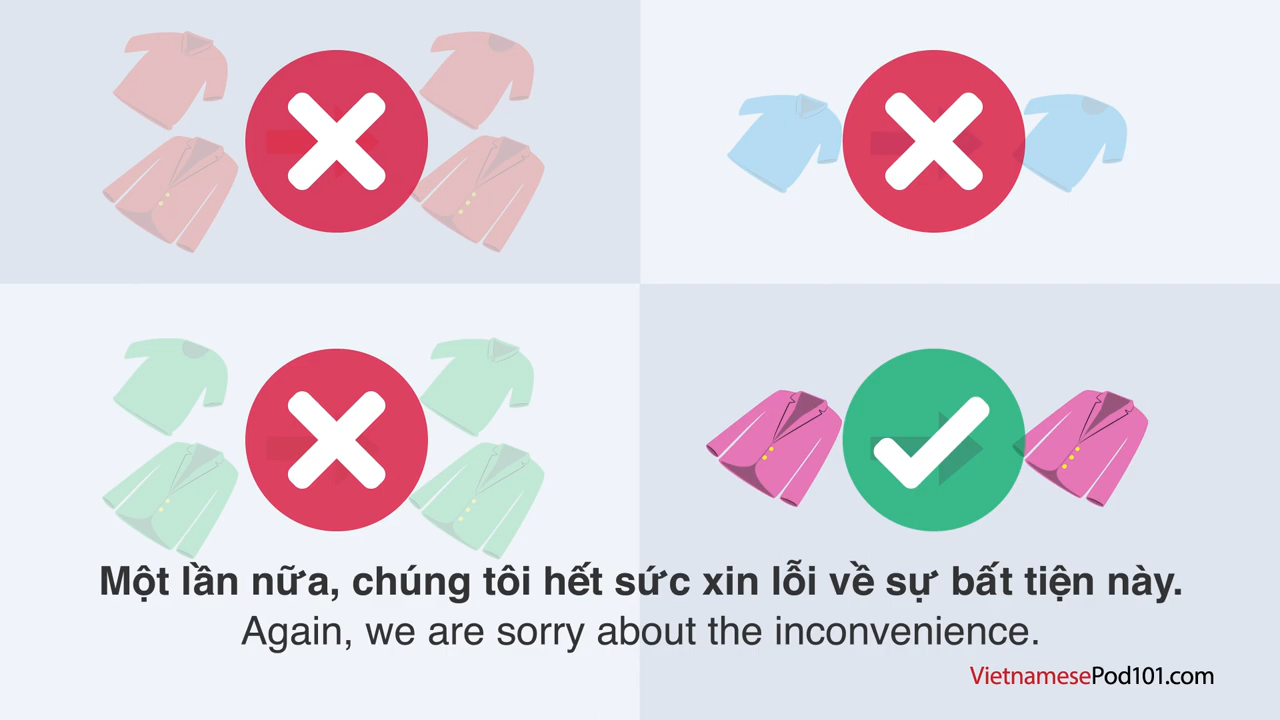 Một lần nữa, chúng tôi hết sức xin lỗi về sự bất tiện này.
Again, we are sorry about the inconvenience.
VietnamesePod101.com